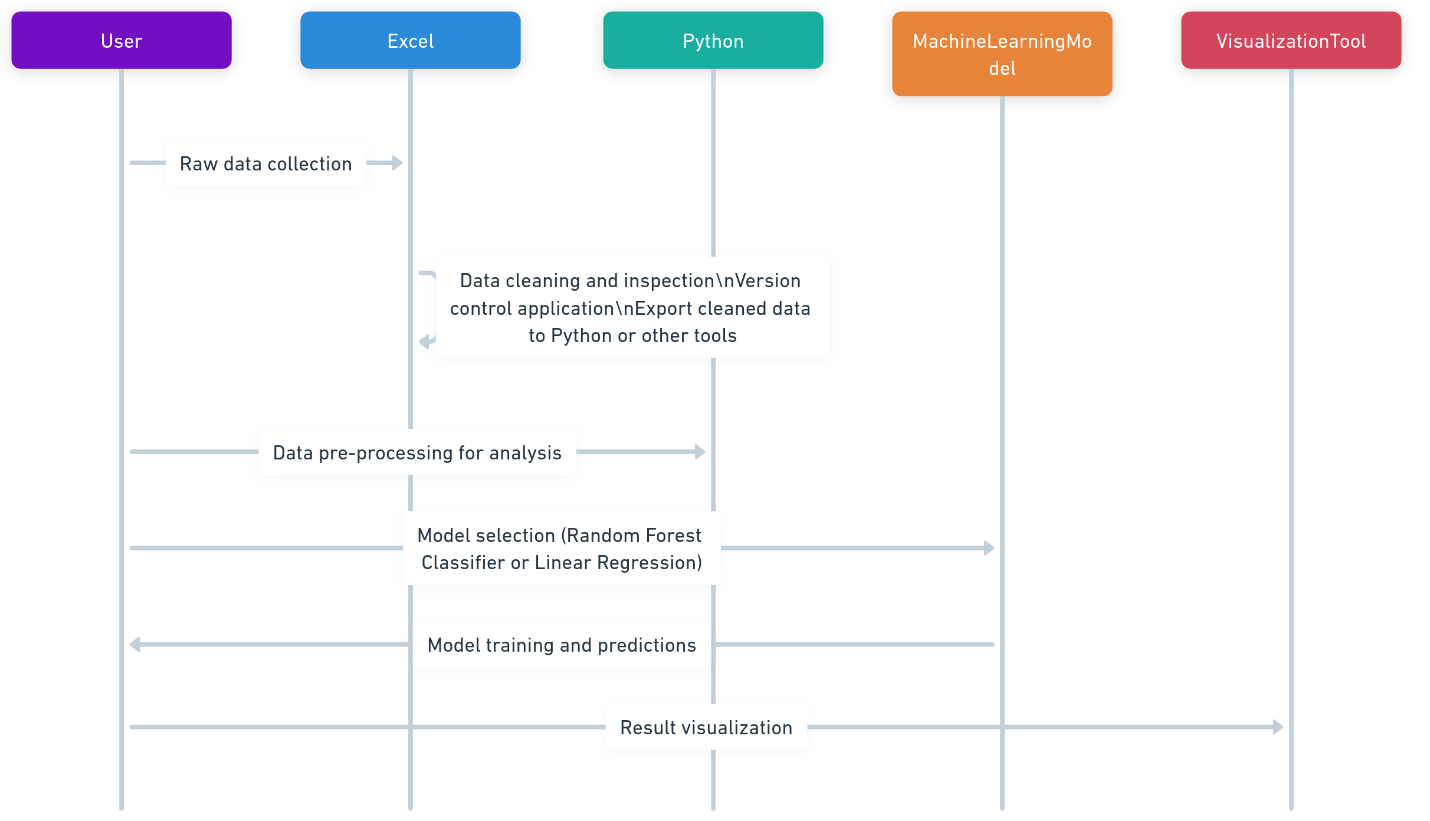 User
Excel
Python
MachineLearningMo
del
VisualizationTool
Raw data collection
Data cleaning and inspection\nVersion
control application\nExport cleaned data
to Python or other tools
Data pre-processing for analysis
Model selection (Random Forest
Classifier or Linear Regression)
Model training and predictions
Result visualization